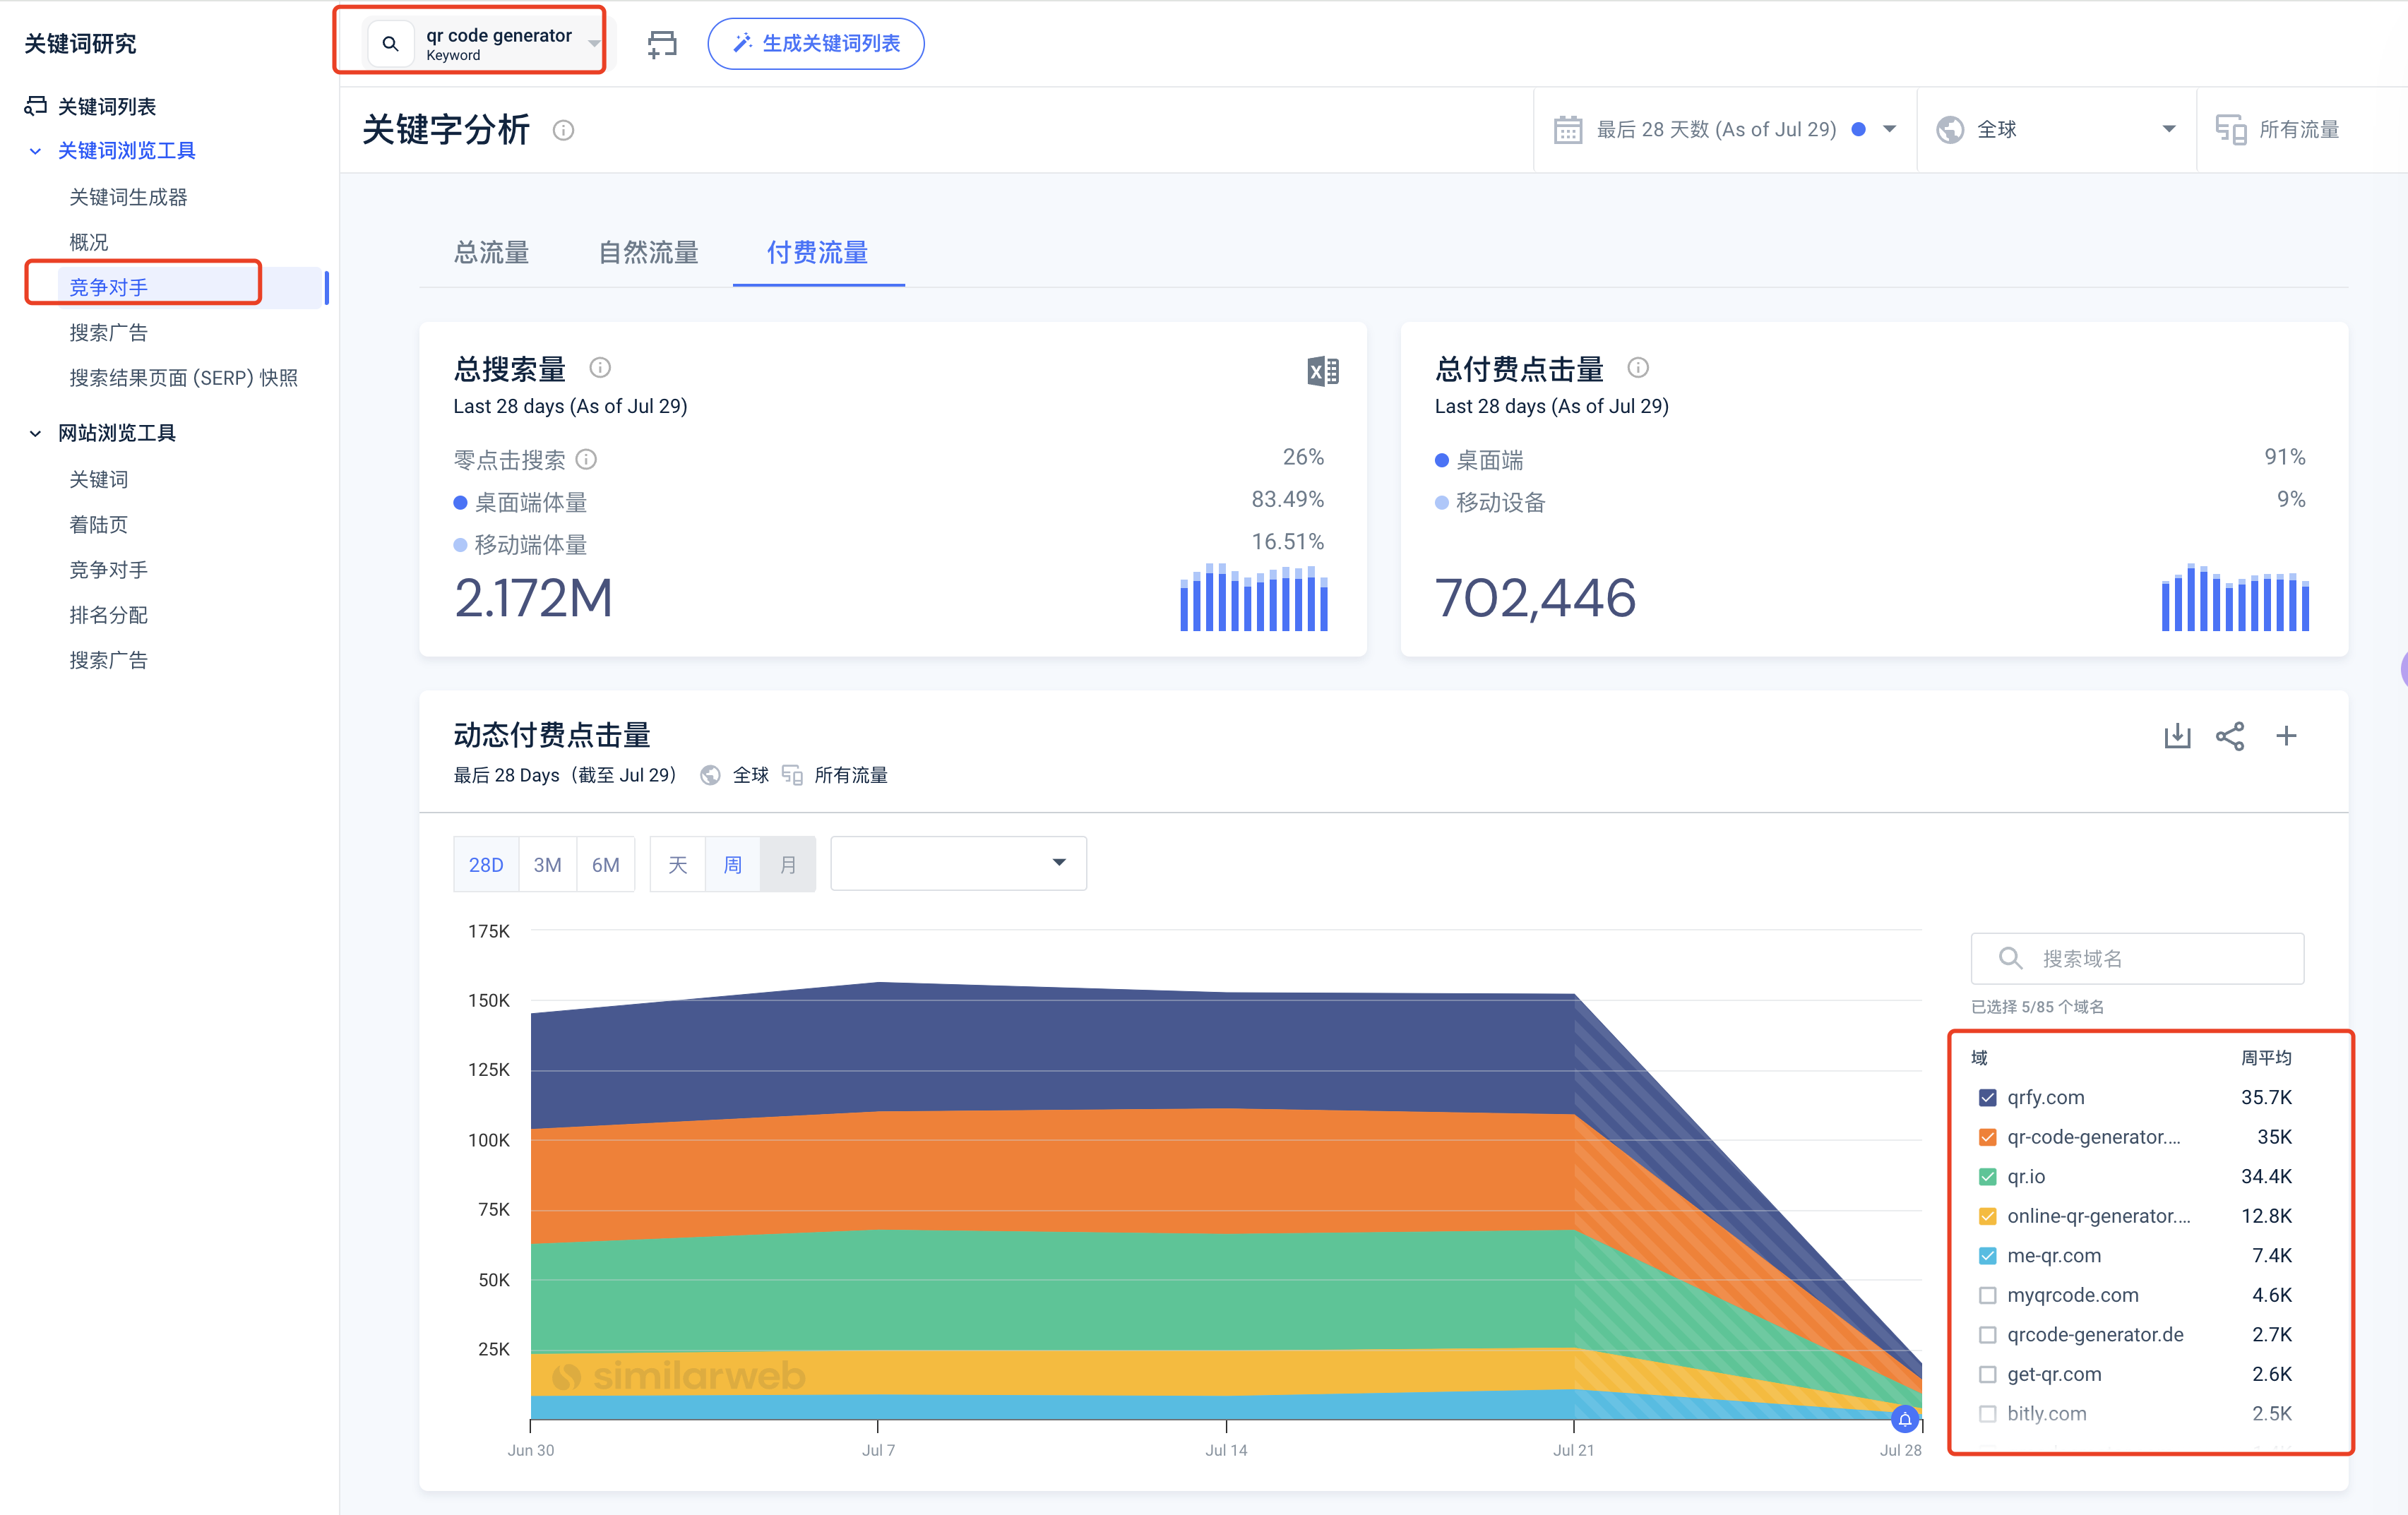 关键词研究
qr code generator
Keyword
生成关键词列表
关键词列表
关键词浏览工具
关键词生成器
概况
竞争对手
搜索广告
搜索结果页面 (SERP) 快照
网站浏览工具
关键词
着陆页
竞争对手
排名分配
搜索广告
关键字分析
最后 28 天数 (As of Jul 29)
全球
所有流量
总流量
自然流量
付费流量
总搜索量
Last 28 days (As of Jul 29)
零点击搜索
26%
桌面端体量
83.49%
移动端体量
16.51%
2.172M
总付费点击量
Last 28 days (As of Jul 29)
桌面端
91%
移动设备
9%
702,446
动态付费点击量
最后 28 Days（截至 Jul 29） 全球 所有流量
28D 3M 6M 天 周 月
175K
150K
125K
100K
75K
50K
25K
similarweb
Jun 30 Jul 7 Jul 14 Jul 21 Jul 28
搜索域名
已选择 5/85 个域名
域 周平均
qrfy.com 35.7K
qr-code-generator.... 35K
qr.io 34.4K
online-qr-generator.... 12.8K
me-qr.com 7.4K
myqrcode.com 4.6K
qrcode-generator.de 2.7K
get-qr.com 2.6K
bitly.com 2.5K